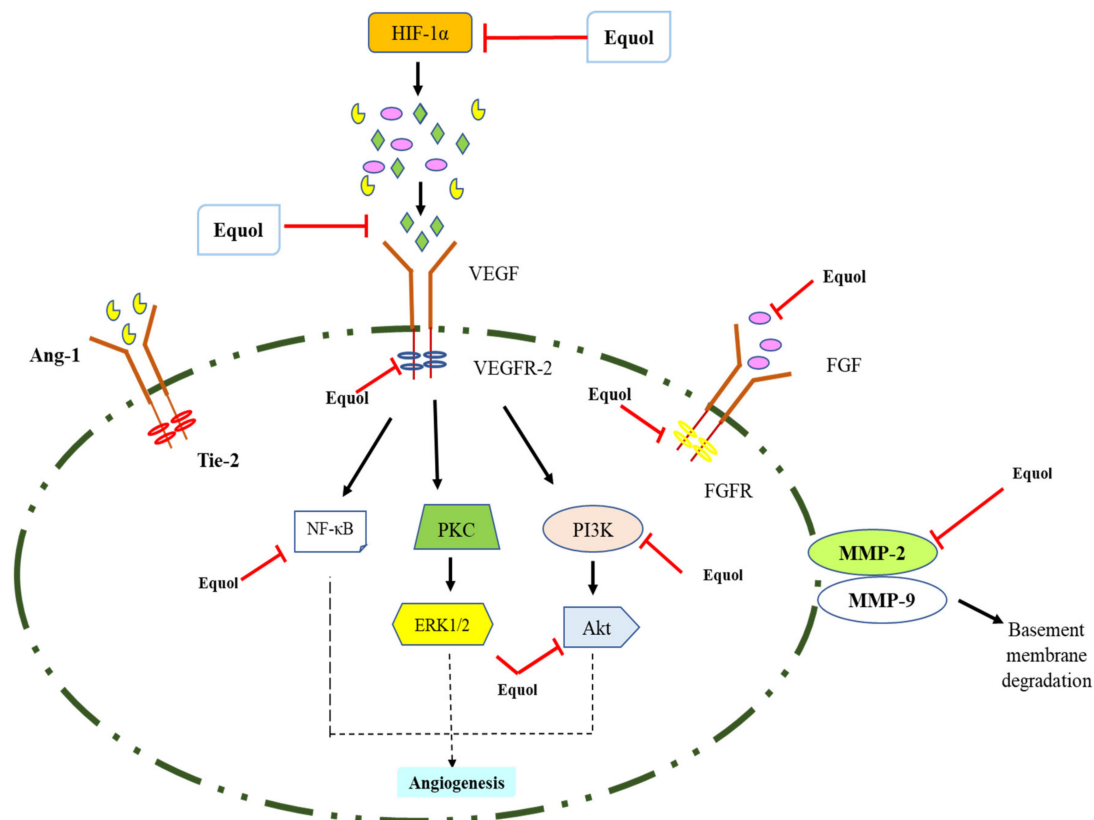 HIF-1α
Equol
Equol
VEGF
Equol
Ang-1
FGF
VEGFR-2
Equol
Equol
Tie-2
FGFR
Equol
NF-κB
PKC
PI3K
MMP-2
Equol
Equol
MMP-9
ERK1/2
Akt
Basement
membrane
degradation
Equol
Angiogenesis